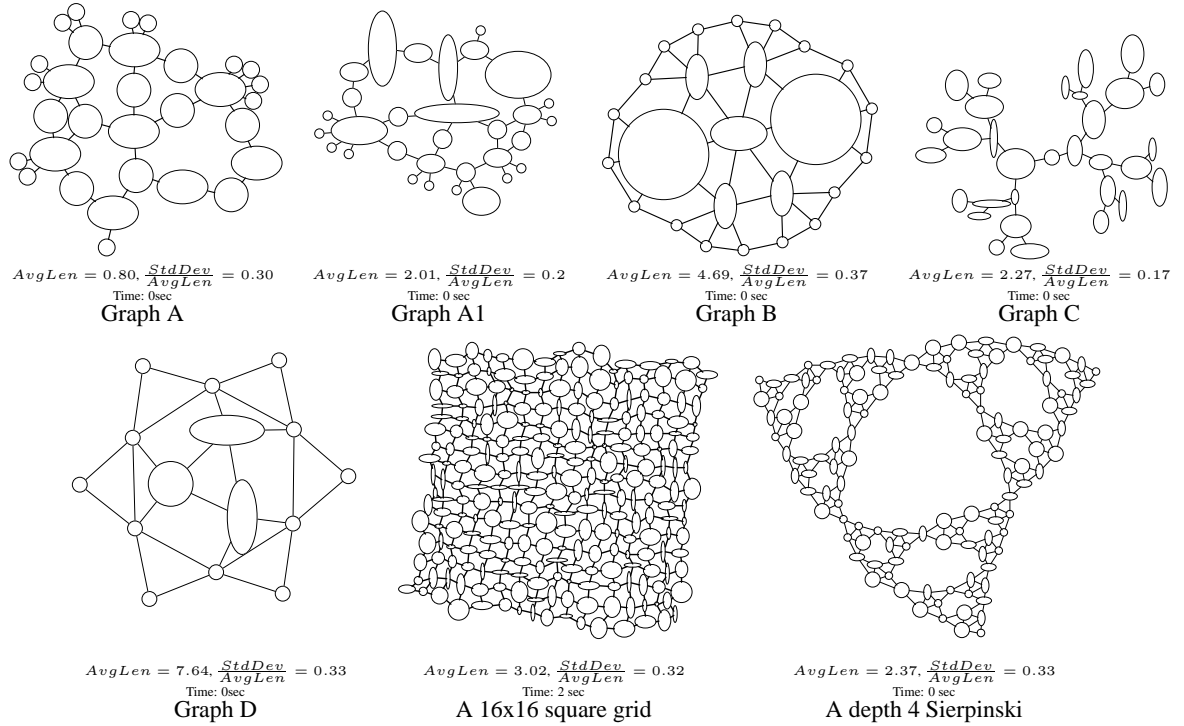 AvgLen = 0.80, StdDev/AvgLen = 0.30
Time: 0sec
Graph A
AvgLen = 2.01, StdDev/AvgLen = 0.2
Time: 0 sec
Graph A1
AvgLen = 4.69, StdDev/AvgLen = 0.37
Time: 0 sec
Graph B
AvgLen = 2.27, StdDev/AvgLen = 0.17
Time: 0 sec
Graph C
AvgLen = 7.64, StdDev/AvgLen = 0.33
Time: 0sec
Graph D
AvgLen = 3.02, StdDev/AvgLen = 0.32
Time: 2 sec
A 16x16 square grid
AvgLen = 2.37, StdDev/AvgLen = 0.33
Time: 0 sec
A depth 4 Sierpinski